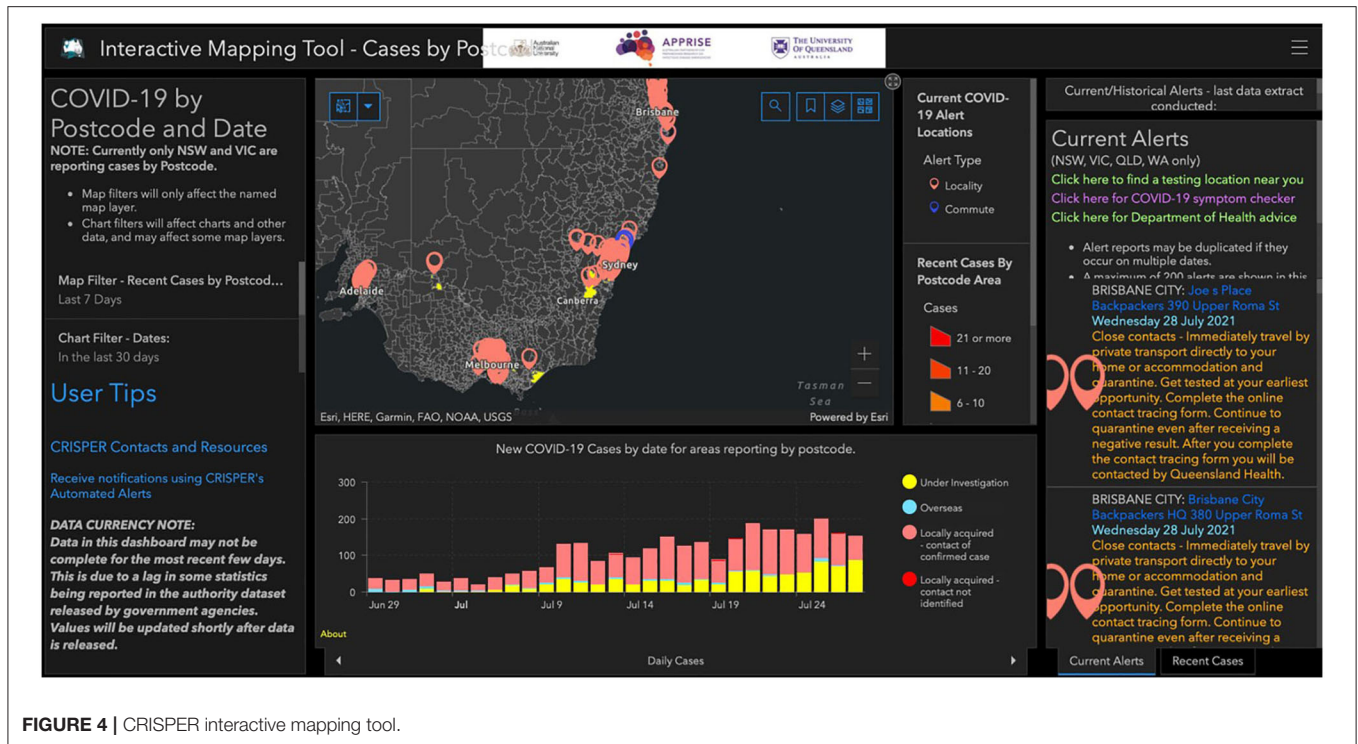 Interactive Mapping Tool - Cases by Postc
Australian
National
University
APPRISE
THE UNIVERSITY
OF QUEENSLAND
AUSTRALIA
COVID-19 by
Postcode and Date
NOTE: Currently only NSW and VIC are
reporting cases by Postcode.
• Map filters will only affect the named
map layer.
• Chart filters will affect charts and other
data, and may affect some map layers.
Map Filter - Recent Cases by Postcod...
Last 7 Days
Chart Filter - Dates:
In the last 30 days
User Tips
CRISPER Contacts and Resources
Receive notifications using CRISPER's
Automated Alerts
DATA CURRENCY NOTE:
Data in this dashboard may not be
complete for the most recent few days.
This is due to a lag in some statistics
being reported in the authority dataset
released by government agencies.
Values will be updated shortly after data
is released.
Brisbane
Sydney
Adelaide
Canberra
Melbourne
Tasman
Sea
Esri, HERE, Garmin, FAO, NOAA, USGS
Powered by Esri
Current COVID-
19 Alert
Locations
Alert Type
Locality
Commute
Recent Cases By
Postcode Area
Cases
21 or more
11 - 20
6 - 10
New COVID-19 Cases by date for areas reporting by postcode.
300
200
100
0
Jun 29
Jul
Jul 9
Jul 14
Jul 19
Jul 24
Under Investigation
Overseas
Locally acquired
- contact of
confirmed case
Locally acquired -
contact not
identified
About
Daily Cases
Current/Historical Alerts - last data extract
conducted:
Current Alerts
(NSW, VIC, QLD, WA only)
Click here to find a testing location near you
Click here for COVID-19 symptom checker
Click here for Department of Health advice
• Alert reports may be duplicated if they
occur on multiple dates.
• A maximum of 200 alerts are shown in this
BRISBANE CITY: Joe s Place
Backpackers 390 Upper Roma St
Wednesday 28 July 2021
Close contacts - Immediately travel by
private transport directly to your
home or accommodation and
quarantine. Get tested at your earliest
opportunity. Complete the online
contact tracing form. Continue to
quarantine even after receiving a
negative result. After you complete
the contact tracing form you will be
contacted by Queensland Health.
BRISBANE CITY: Brisbane City
Backpackers HQ 380 Upper Roma St
Wednesday 28 July 2021
Close contacts - Immediately travel by
private transport directly to your
home or accommodation and
quarantine. Get tested at your earliest
opportunity. Complete the online
contact tracing form. Continue to
quarantine even after receiving a
Current Alerts
Recent Cases
FIGURE 4 | CRISPER interactive mapping tool.